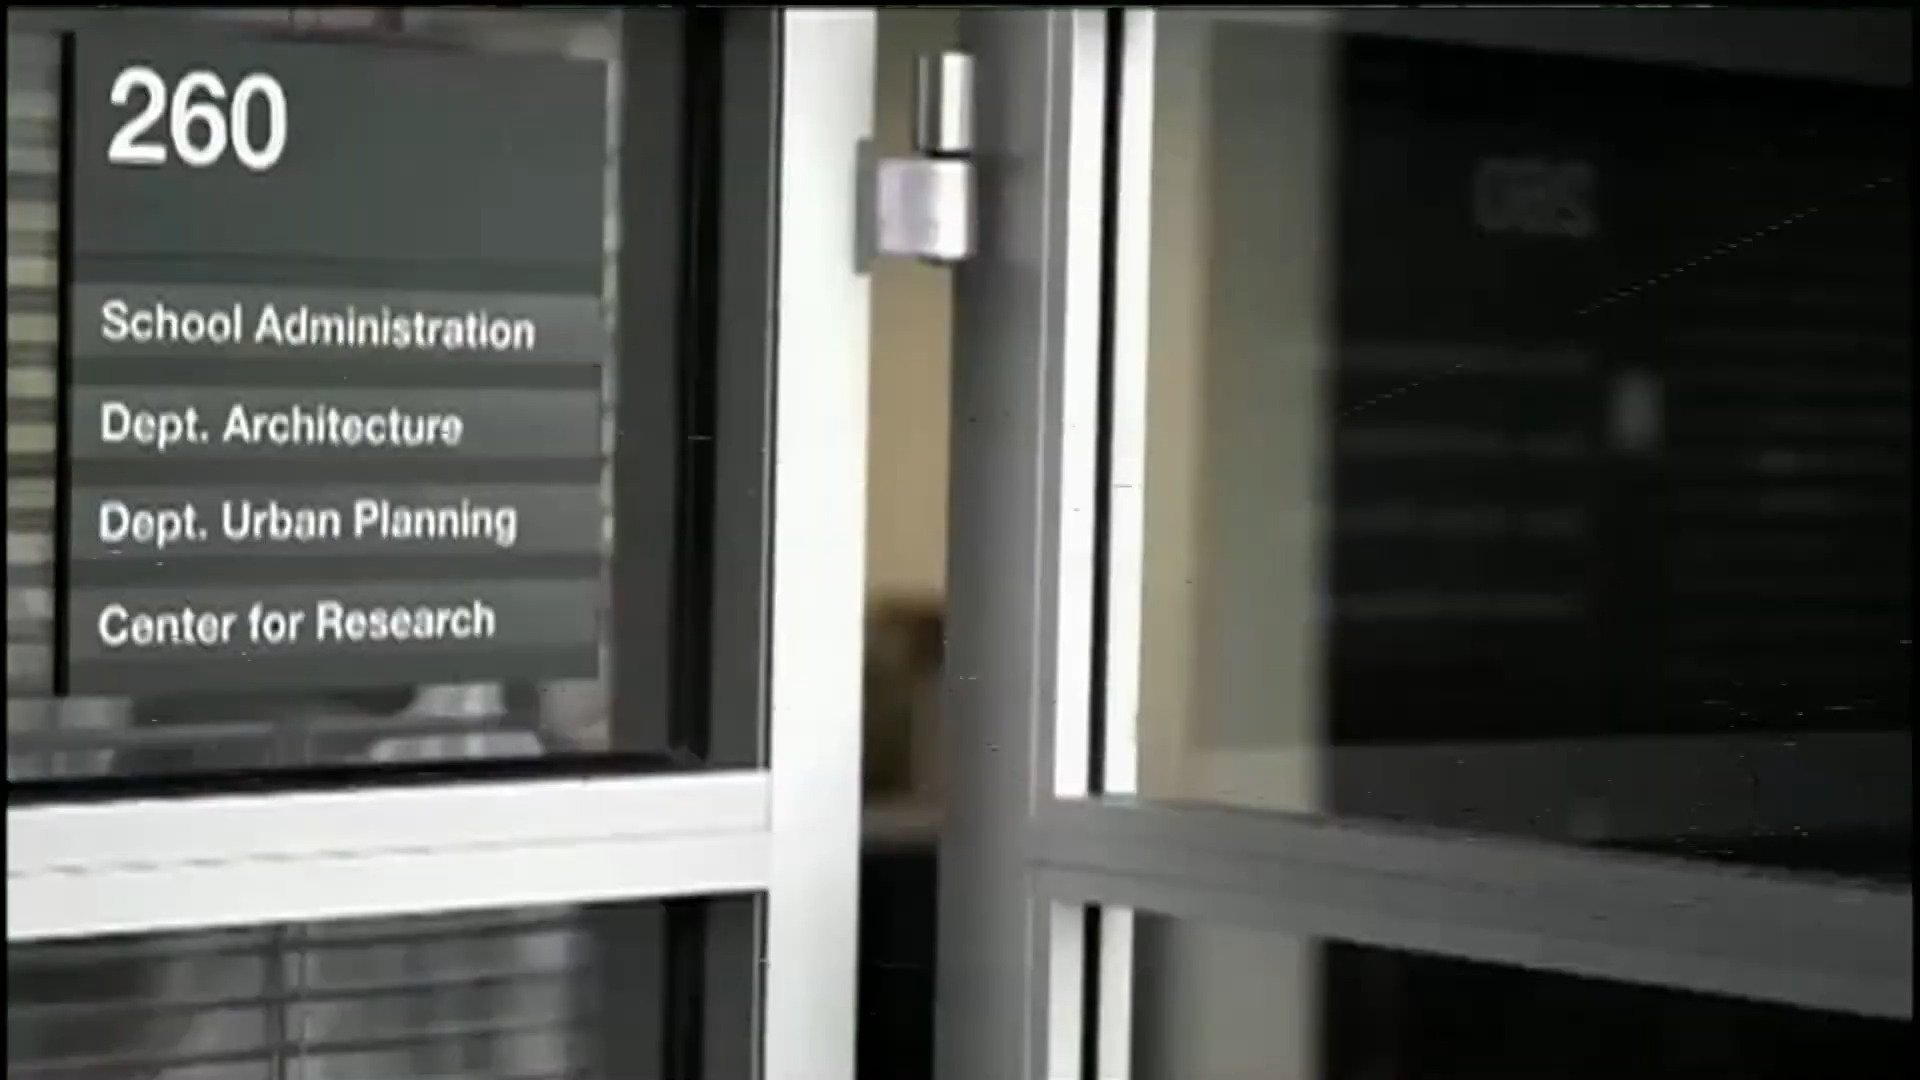 260
School Administration
Dept. Architecture
Dept. Urban Planning
Center for Research